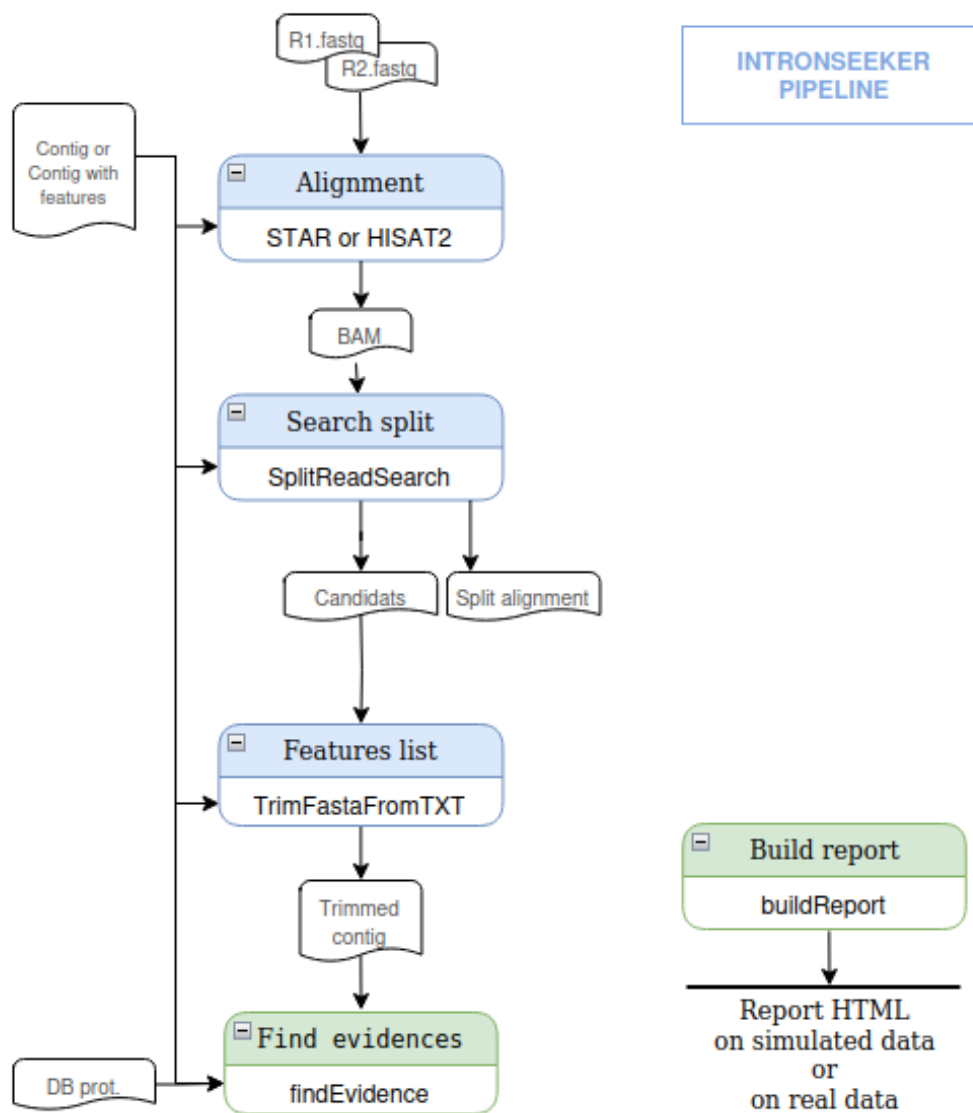 R1.fastq
R2.fastq
INTRONSEEKER
PIPELINE
Contig or
Contig with
features
Alignment
STAR or HISAT2
BAM
Search split
SplitReadSearch
Candidats
Split alignment
Features list
TrimFastaFromTXT
Trimmed
contig
Build report
buildReport
Report HTML
on simulated data
or
on real data
Find evidences
findEvidence
DB prot.